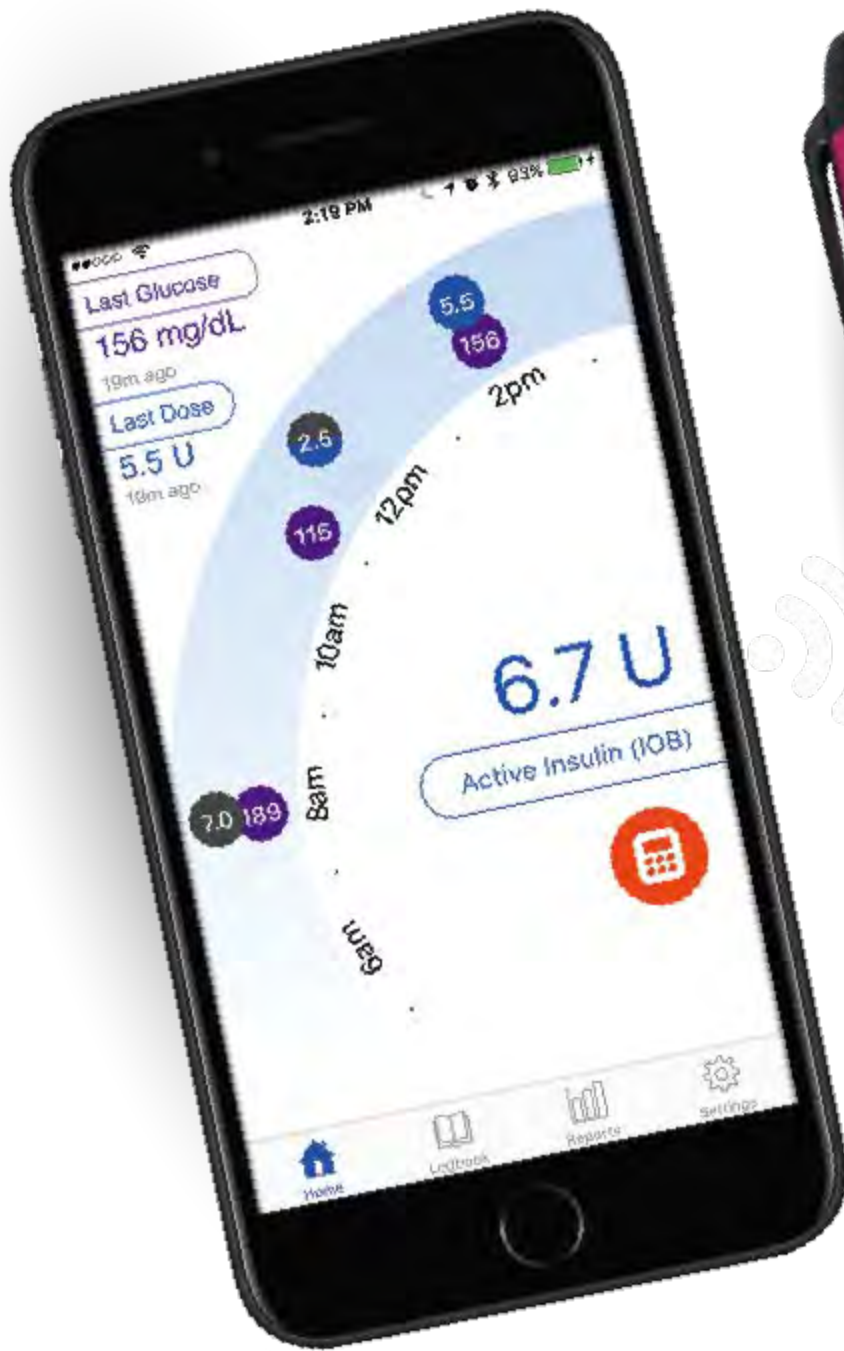 2:19 PM
93%
Last Glucose
156 mg/dL
19m ago
Last Dose
5.5 U
19m ago
5.5
156
2pm
2.5
12pm
115
10am
6.7 U
Active Insulin (IOB)
8am
7.0
189
6am
Home
Logbook
Reports
Settings